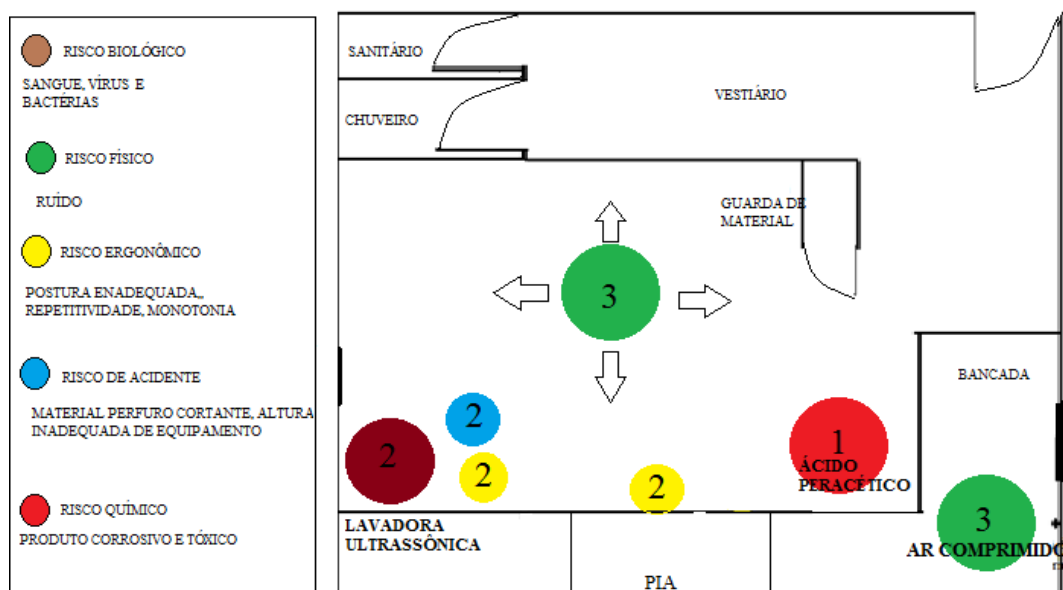 RISCO BIOLÓGICO
SANGUE, VÍRUS E
BACTÉRIAS
RISCO FÍSICO
RUÍDO
RISCO ERGONÔMICO
POSTURA ENADEQUADA,,
REPETITIVIDADE, MONOTONIA
RISCO DE ACIDENTE
MATERIAL PERFURO CORTANTE, ALTURA
INADEQUADA DE EQUIPAMENTO
RISCO QUÍMICO
PRODUTO CORROSIVO E TÓXICO
SANITÁRIO
CHUVEIRO
VESTIÁRIO
GUARDA DE
MATERIAL
3
BANCADA
2
2
2
2
1
ÁCIDO
PERACÉTICO
3
AR COMPRIMIDO
LAVADORA
ULTRASSÔNICA
PIA